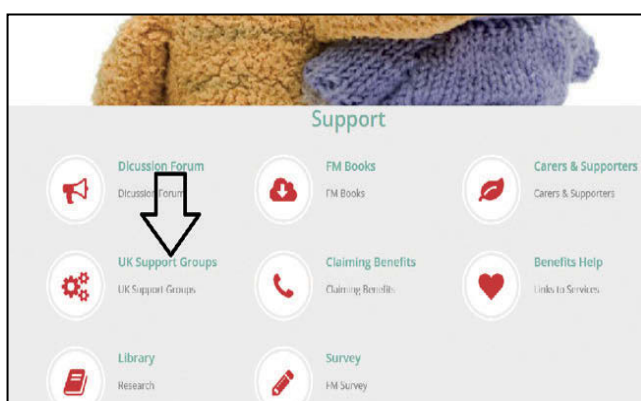 Support
Dicussion Forum
Dicussion Forum
FM Books
FM Books
Carers & Supporters
Carers & Supporters
UK Support Groups
UK Support Groups
Claiming Benefits
Claiming Benefits
Benefits Help
Links to Services
Library
Research
Survey
FM Survey